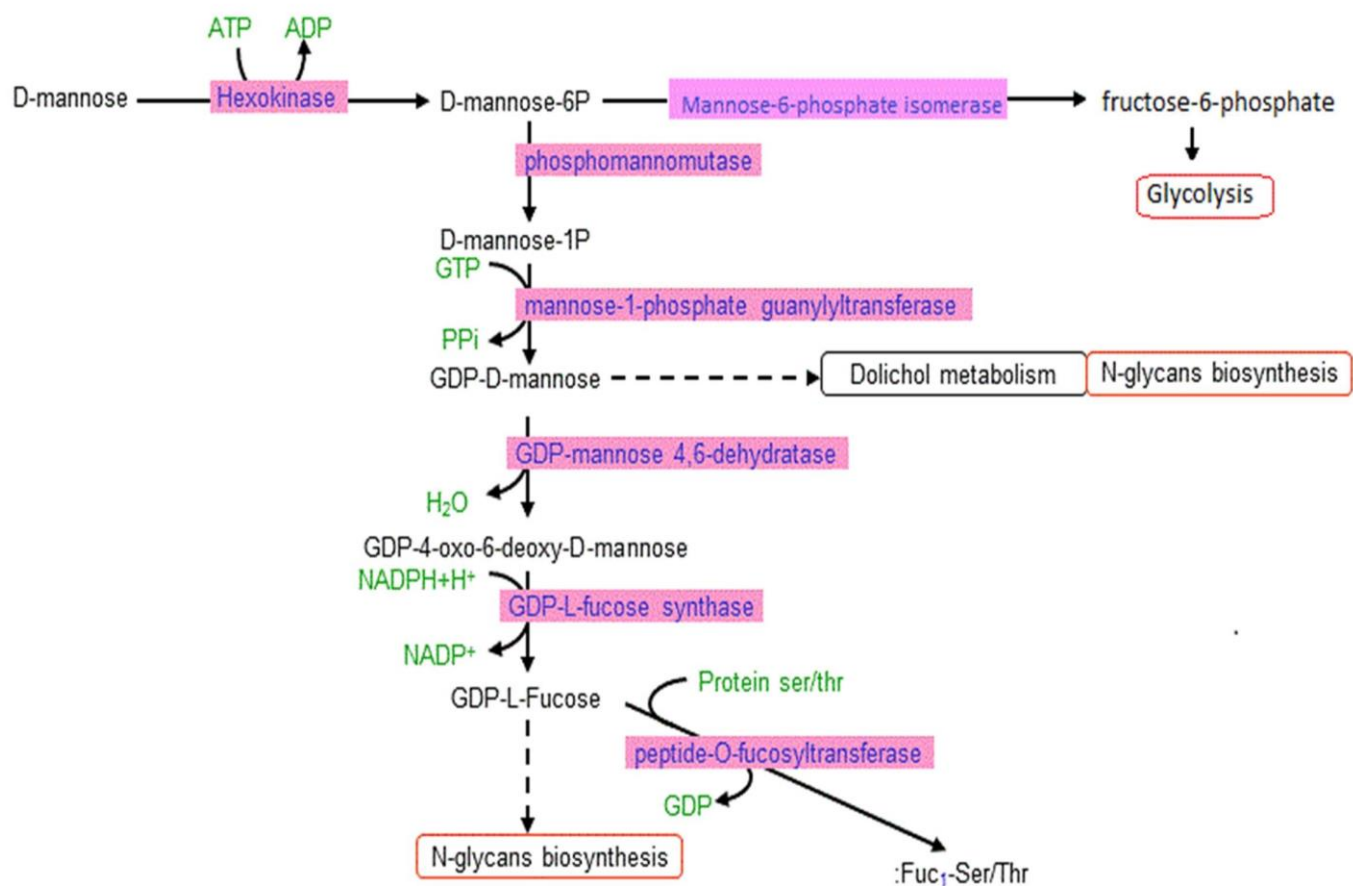 ATP ADP
D-mannose Hexokinase D-mannose-6P Mannose-6-phosphate isomerase fructose-6-phosphate
phosphomannomutase
Glycolysis
D-mannose-1P
GTP
mannose-1-phosphate guanylyltransferase
PPi
GDP-D-mannose Dolichol metabolism N-glycans biosynthesis
GDP-mannose 4,6-dehydratase
H₂O
GDP-4-oxo-6-deoxy-D-mannose
NADPH+H⁺
GDP-L-fucose synthase
NADP⁺
GDP-L-Fucose Protein ser/thr
peptide-O-fucosyltransferase
GDP
N-glycans biosynthesis
:Fuc₁-Ser/Thr